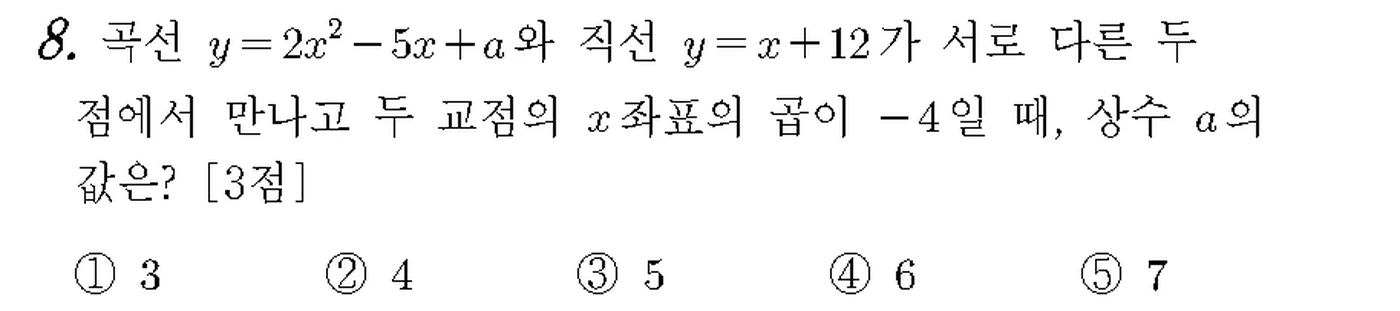 8. 곡선 y=2x²-5x+a와 직선 y=x+12가 서로 다른 두
점에서 만나고 두 교점의 x좌표의 곱이 -4일 때, 상수 a의
값은? [3점]
① 3 ② 4 ③ 5 ④ 6 ⑤ 7